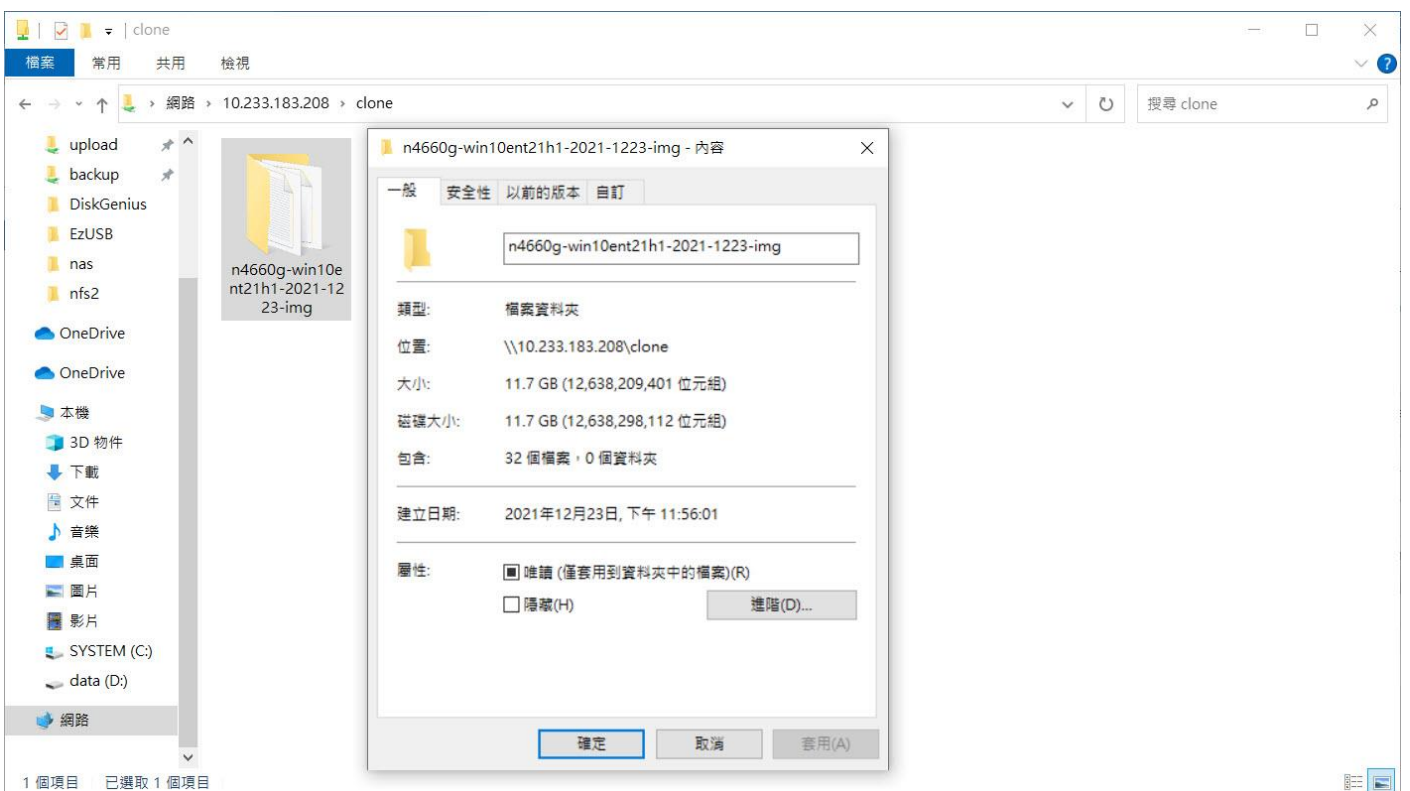 clone
檔案 常用 共用 檢視
網路 › 10.233.183.208 › clone
搜尋 clone
upload
backup
DiskGenius
EzUSB
nas
nfs2
OneDrive
OneDrive
本機
3D 物件
下載
文件
音樂
桌面
圖片
影片
SYSTEM (C:)
data (D:)
網路
n4660g-win10e
nt21h1-2021-12
23-img
n4660g-win10ent21h1-2021-1223-img - 內容
一般 安全性 以前的版本 自訂
n4660g-win10ent21h1-2021-1223-img
類型: 檔案資料夾
位置: \\10.233.183.208\clone
大小: 11.7 GB (12,638,209,401 位元組)
磁碟大小: 11.7 GB (12,638,298,112 位元組)
包含: 32 個檔案，0 個資料夾
建立日期: 2021年12月23日, 下午 11:56:01
屬性: 唯讀 (僅套用到資料夾中的檔案)(R)
隱藏(H) 進階(D)...
確定 取消 套用(A)
1 個項目 已選取 1 個項目